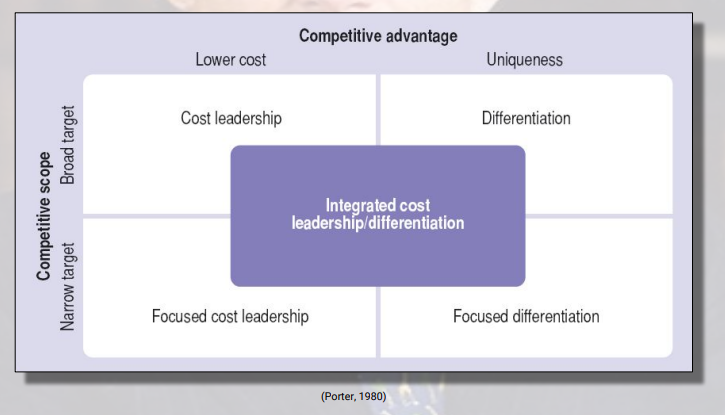 Competitive advantage
Lower cost
Uniqueness
Competitive scope
Broad target
Narrow target
Cost leadership
Differentiation
Integrated cost
leadership/differentiation
Focused cost leadership
Focused differentiation
(Porter, 1980)